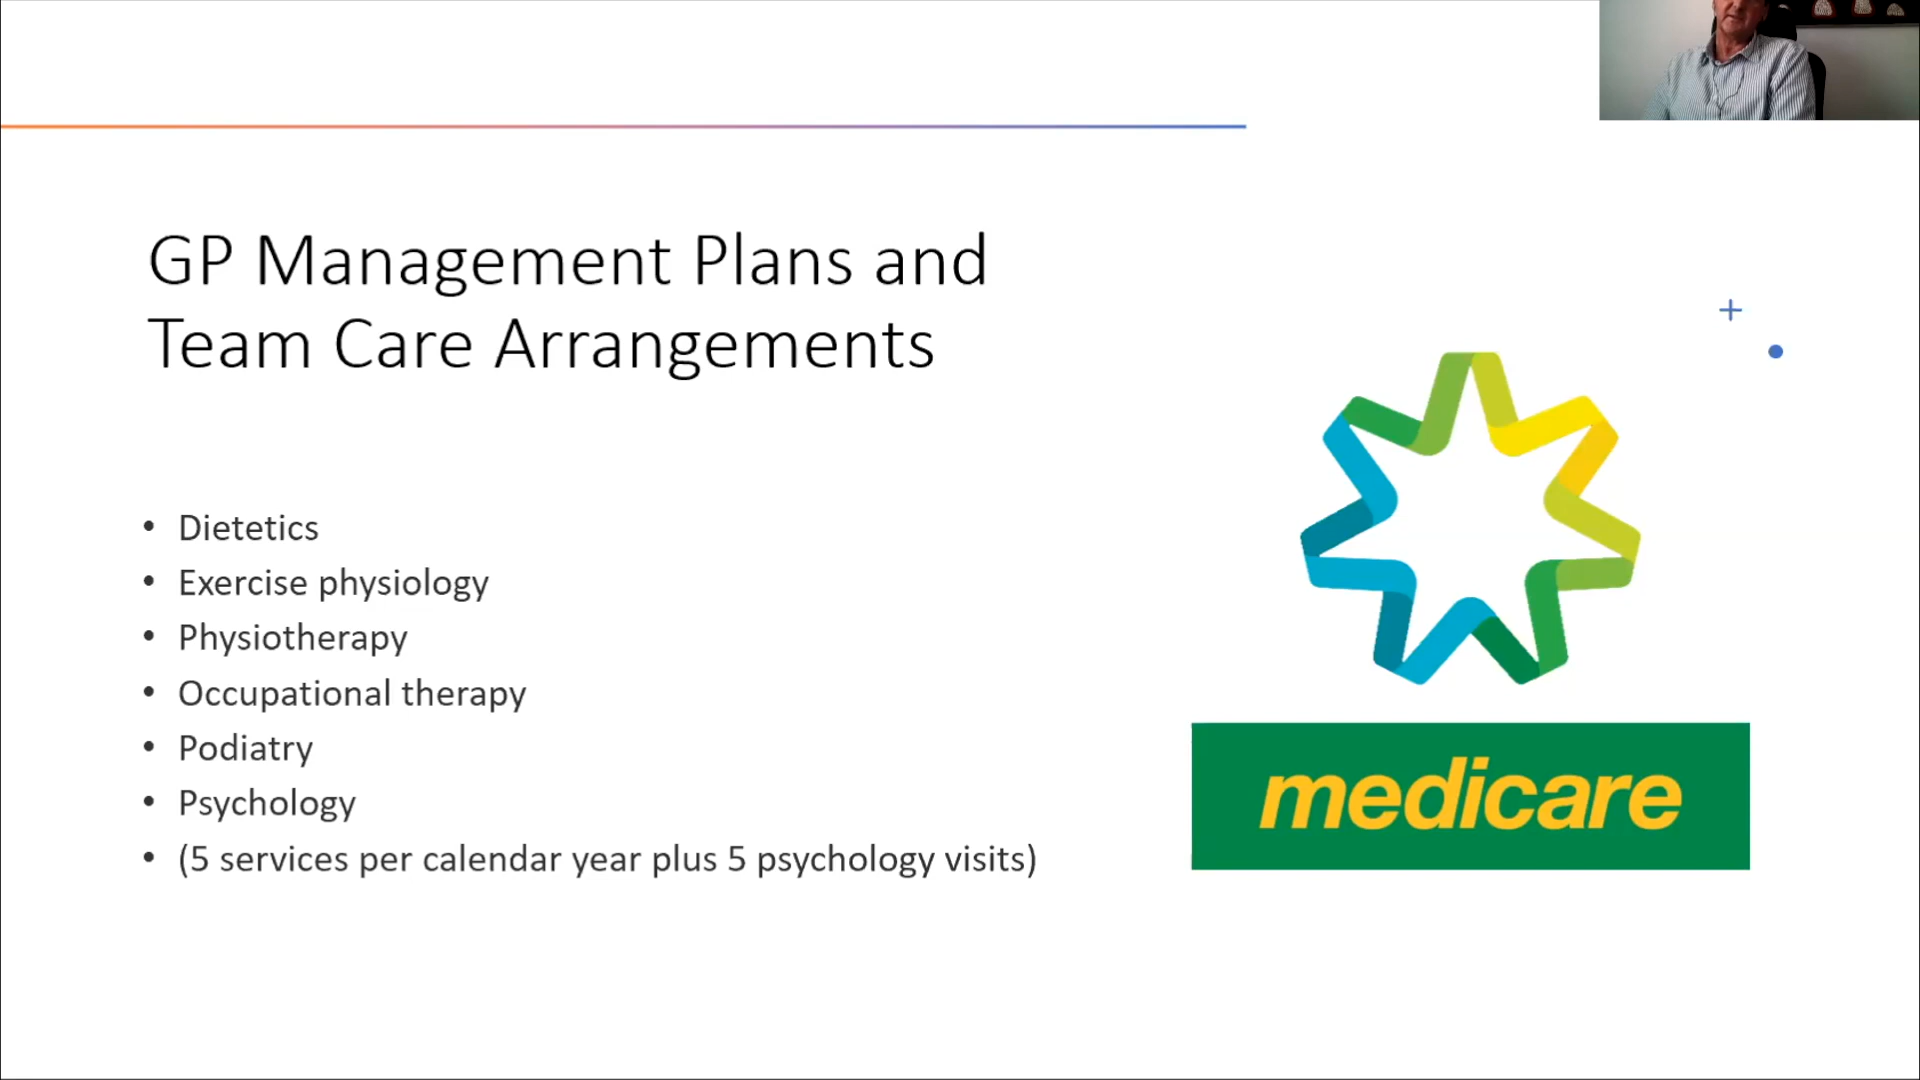 GP Management Plans and
Team Care Arrangements
• Dietetics
• Exercise physiology
• Physiotherapy
• Occupational therapy
• Podiatry
• Psychology
• (5 services per calendar year plus 5 psychology visits)
medicare